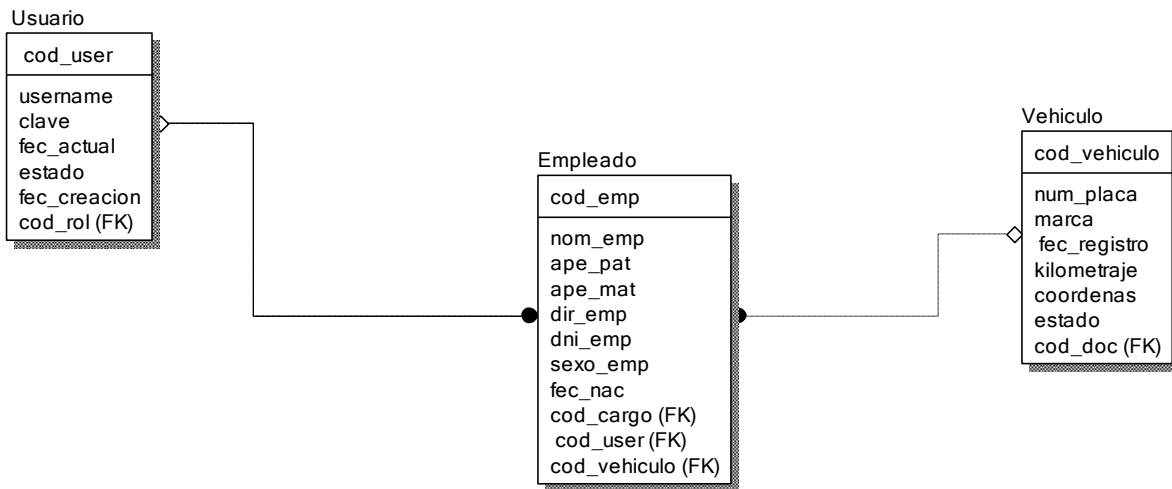 Usuario
cod_user
username
clave
fec_actual
estado
fec_creacion
cod_rol (FK)
Empleado
cod_emp
nom_emp
ape_pat
ape_mat
dir_emp
dni_emp
sexo_emp
fec_nac
cod_cargo (FK)
cod_user (FK)
cod_vehiculo (FK)
Vehiculo
cod_vehiculo
num_placa
marca
fec_registro
kilometraje
coordenas
estado
cod_doc (FK)